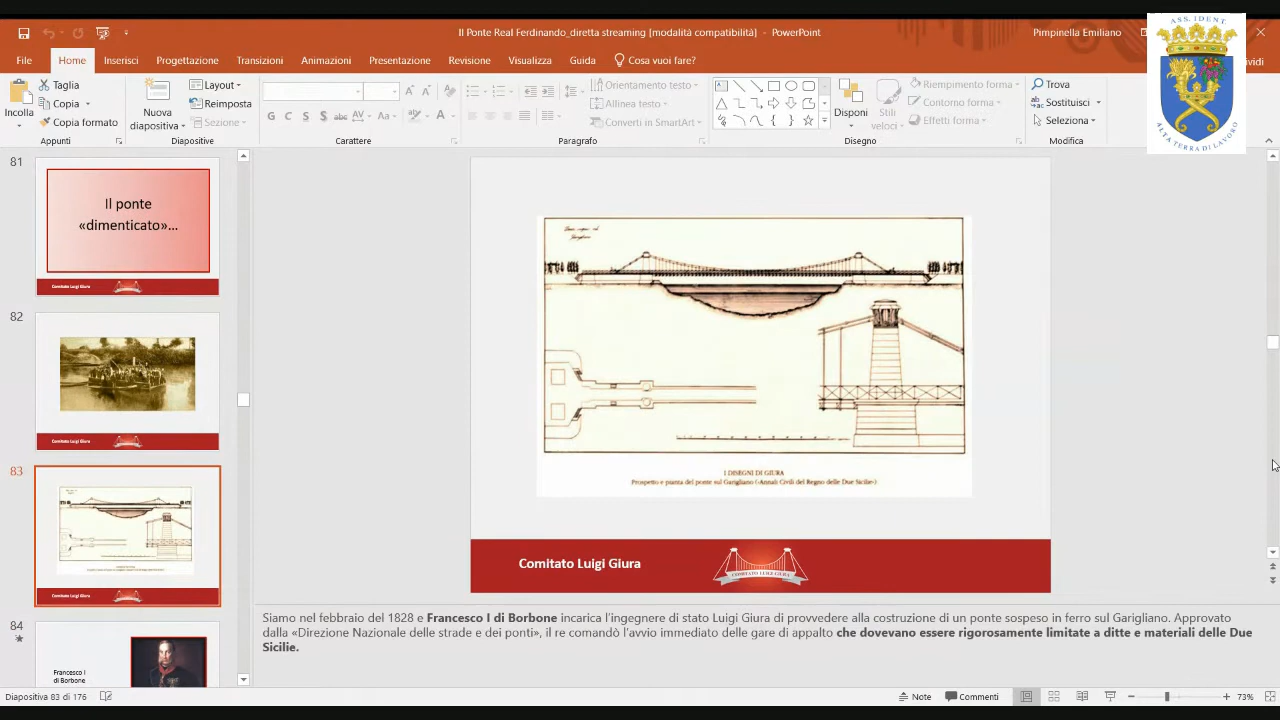 Il Ponte Real Ferdinando_diretta streaming [modalità compatibilità] - PowerPoint
Pimpinella Emiliano
ASS. IDENT.
ALTA TERRA DI LAVORO
File Home Inserisci Progettazione Transizioni Animazioni Presentazione Revisione Visualizza Guida Cosa vuoi fare? vidi
Incolla
Taglia
Copia
Copia formato
Appunti
Nuova
diapositiva
Layout
Reimposta
Sezione
Diapositive
Carattere
Orientamento testo
Allinea testo
Converti in SmartArt
Paragrafo
Disponi
Stili
veloci
Riempimento forma
Contorno forma
Effetti forma
Disegno
Trova
Sostituisci
Seleziona
Modifica
81
Il ponte
«dimenticato»...
Comitato Luigi Giura
82
Comitato Luigi Giura
83
Comitato Luigi Giura
84
Francesco I
di Borbone
I DISEGNI DI GIURA
Prospetto e pianta del ponte sul Garigliano («Annali Civili del Regno delle Due Sicilie»)
Comitato Luigi Giura
COMITATO LUIGI GIURA
Siamo nel febbraio del 1828 e Francesco I di Borbone incarica l'ingegnere di stato Luigi Giura di provvedere alla costruzione di un ponte sospeso in ferro sul Garigliano. Approvato
dalla «Direzione Nazionale delle strade e dei ponti», il re comandò l'avvio immediato delle gare di appalto che dovevano essere rigorosamente limitate a ditte e materiali delle Due
Sicilie.
Diapositiva 83 di 176
Note
Commenti
73%